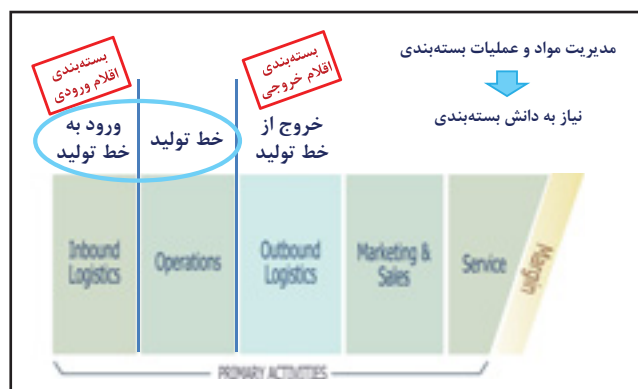 بسته‌بندی
اقلام ورودی
بسته‌بندی
اقلام خروجی
مدیریت مواد و عملیات بسته‌بندی
نیاز به دانش بسته‌بندی
ورود به
خط تولید
خط تولید
خروج از
خط تولید
Inbound
Logistics
Operations
Outbound
Logistics
Marketing &
Sales
Service
Margin
PRIMARY ACTIVITIES